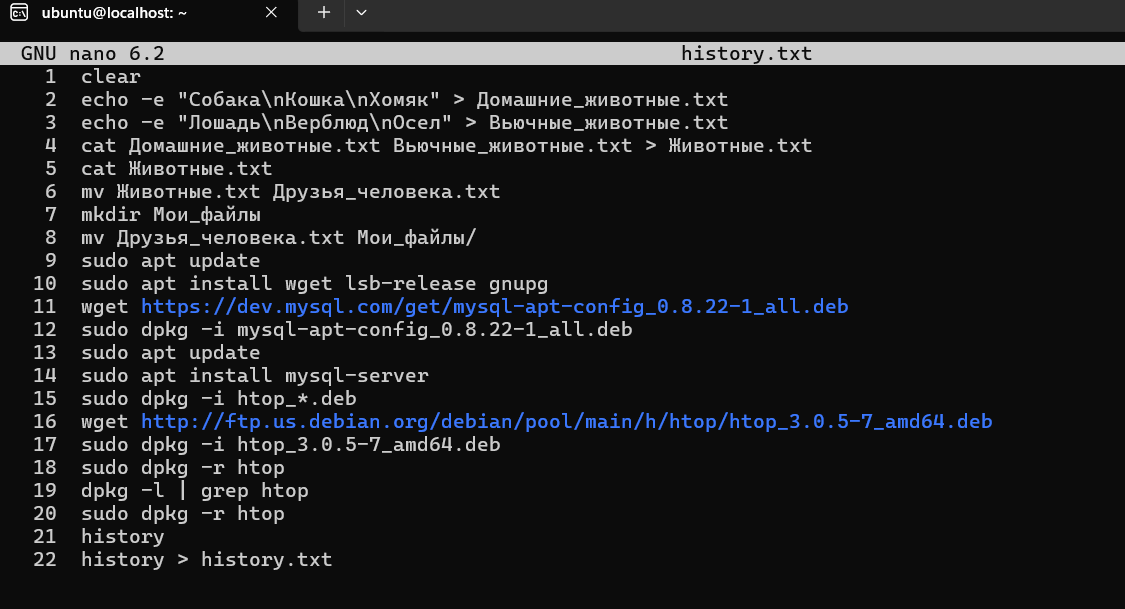 ubuntu@localhost: ~
GNU nano 6.2 history.txt
1 clear
2 echo -e "Собака\nКошка\nХомяк" > Домашние_животные.txt
3 echo -e "Лошадь\nВерблюд\nОсел" > Вьючные_животные.txt
4 cat Домашние_животные.txt Вьючные_животные.txt > Животные.txt
5 cat Животные.txt
6 mv Животные.txt Друзья_человека.txt
7 mkdir Мои_файлы
8 mv Друзья_человека.txt Мои_файлы/
9 sudo apt update
10 sudo apt install wget lsb-release gnupg
11 wget https://dev.mysql.com/get/mysql-apt-config_0.8.22-1_all.deb
12 sudo dpkg -i mysql-apt-config_0.8.22-1_all.deb
13 sudo apt update
14 sudo apt install mysql-server
15 sudo dpkg -i htop_*.deb
16 wget http://ftp.us.debian.org/debian/pool/main/h/htop/htop_3.0.5-7_amd64.deb
17 sudo dpkg -i htop_3.0.5-7_amd64.deb
18 sudo dpkg -r htop
19 dpkg -l | grep htop
20 sudo dpkg -r htop
21 history
22 history > history.txt